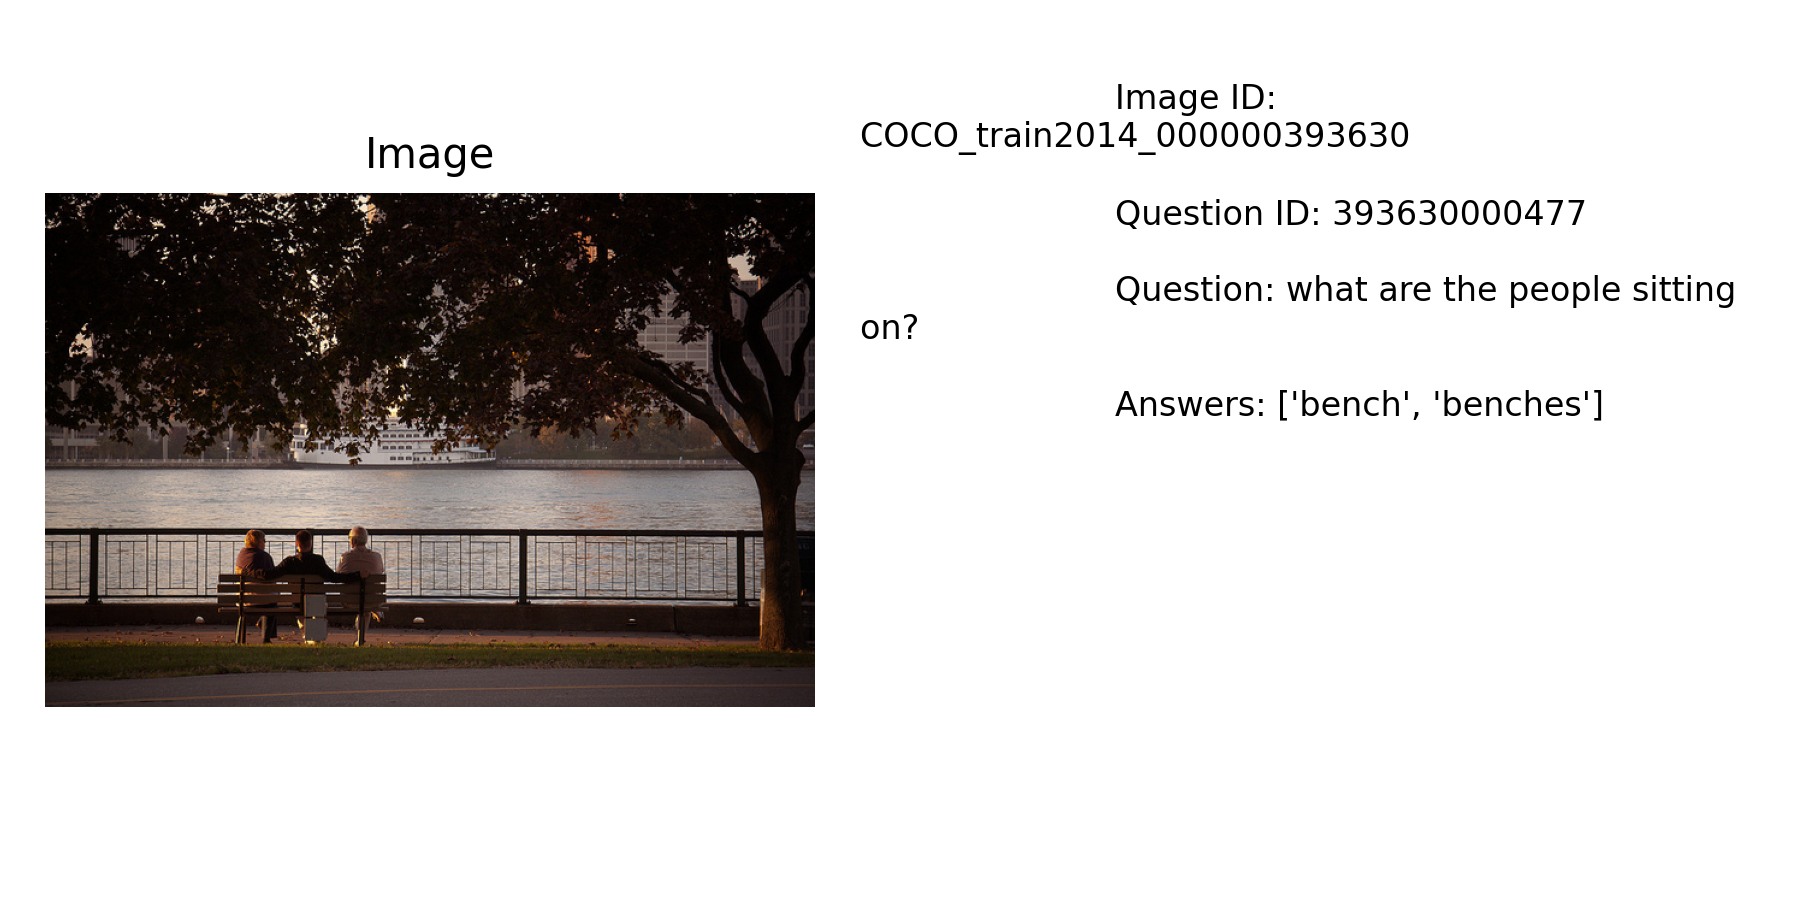 Image
Image ID:
COCO_train2014_000000393630
Question ID: 393630000477
Question: what are the people sitting
on?
Answers: ['bench', 'benches']